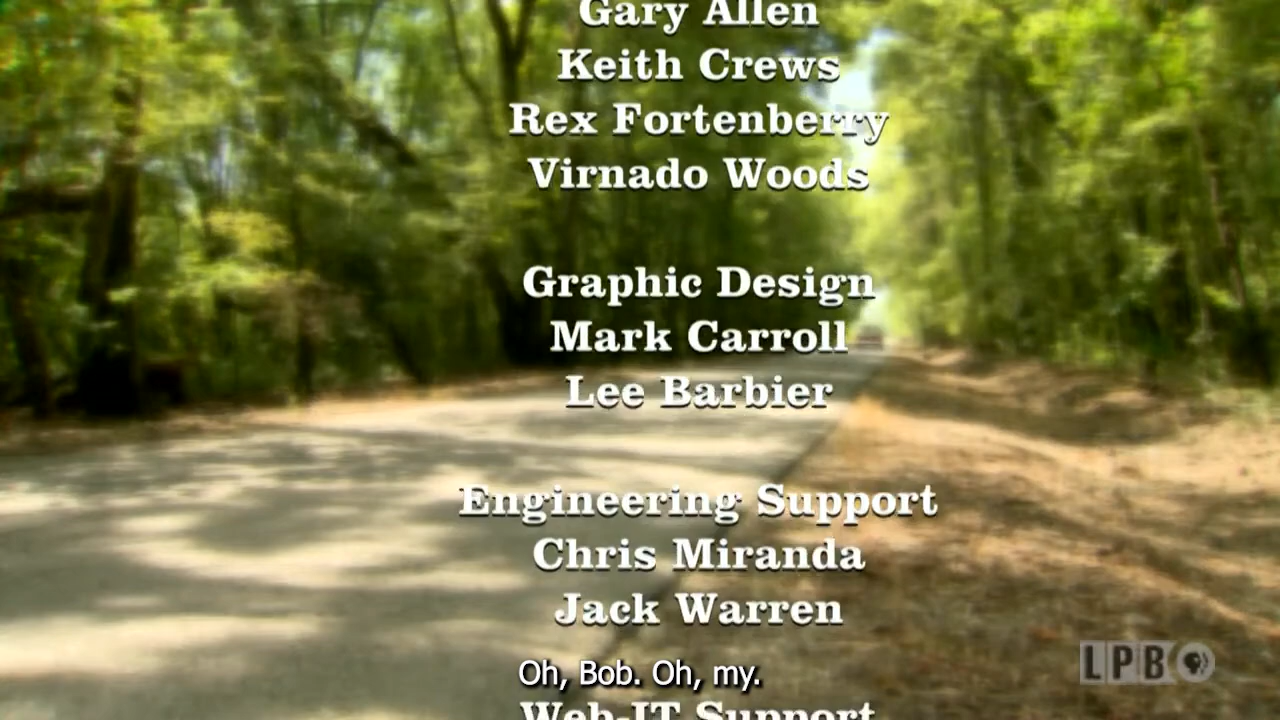 Gary Allen
Keith Crews
Rex Fortenberry
Virnado Woods
Graphic Design
Mark Carroll
Lee Barbier
Engineering Support
Chris Miranda
Jack Warren
Oh, Bob. Oh, my.
LPB
Web-IT Support